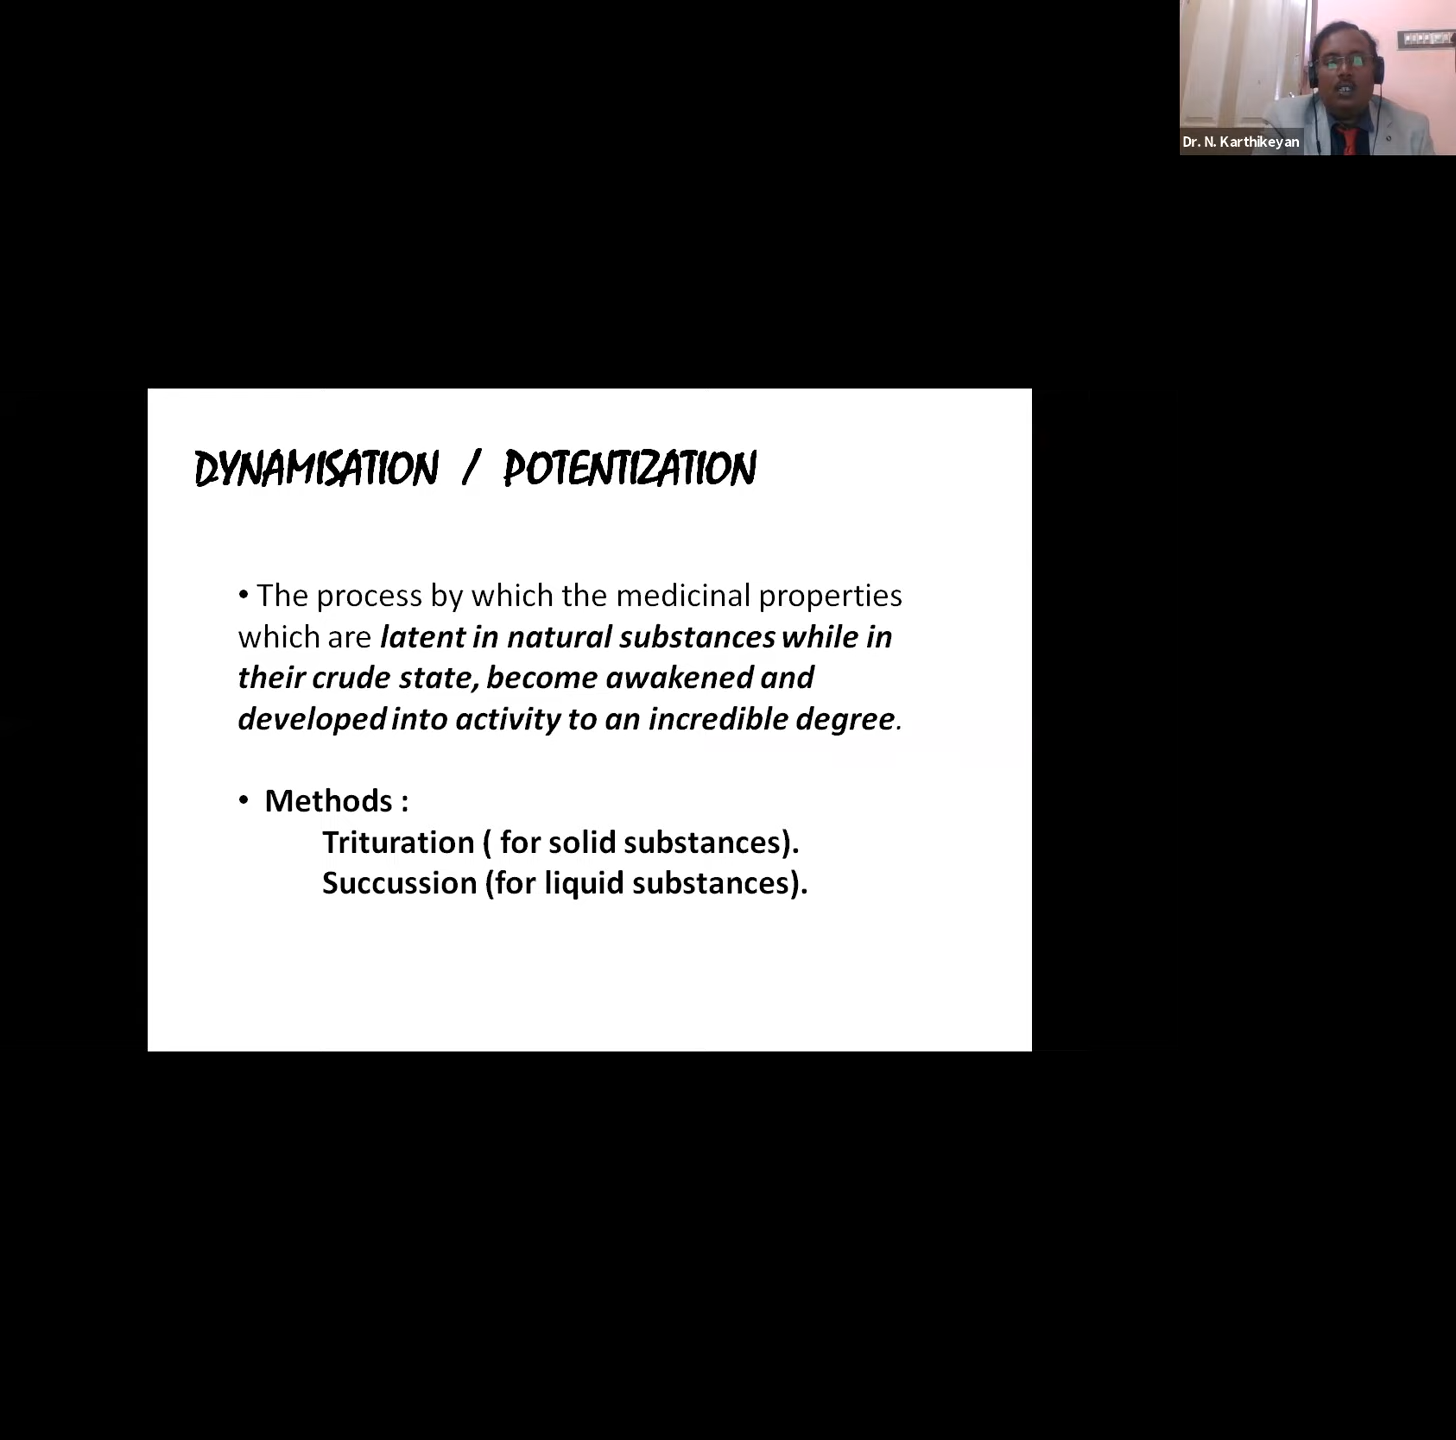 Dr. N. Karthikeyan
DYNAMISATION / POTENTIZATION
• The process by which the medicinal properties
which are latent in natural substances while in
their crude state, become awakened and
developed into activity to an incredible degree.
• Methods :
Trituration ( for solid substances).
Succussion (for liquid substances).